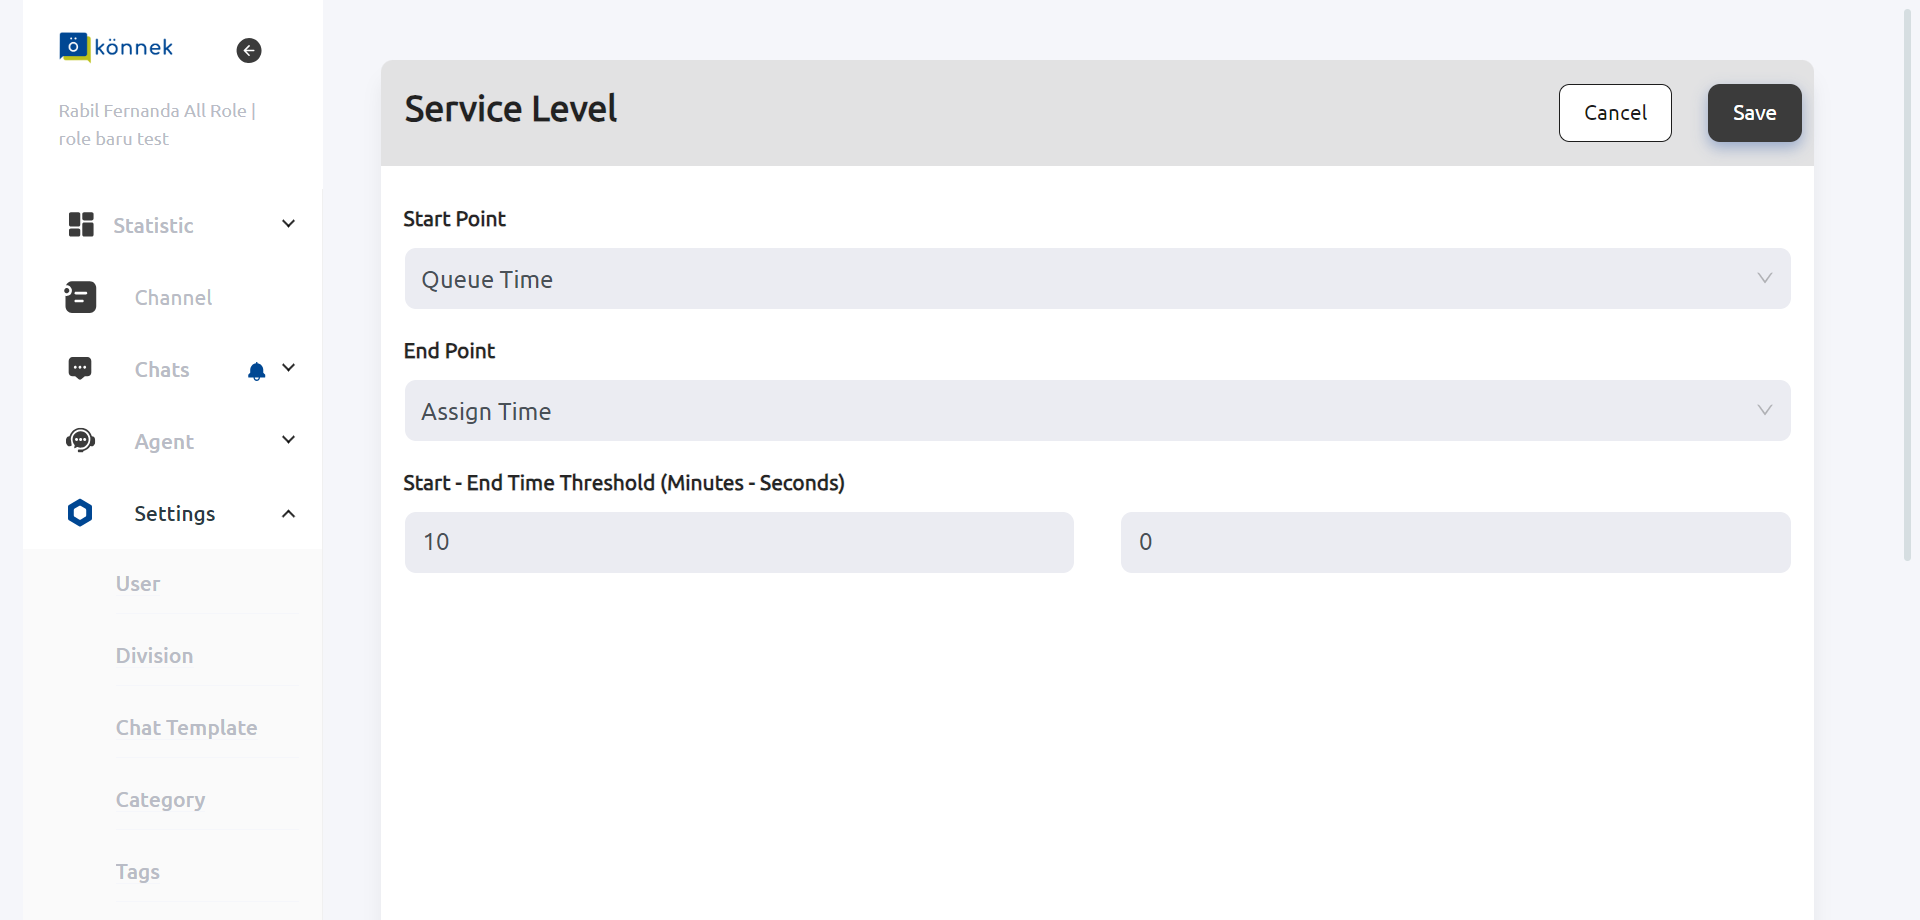 ö könnek
Rabil Fernanda All Role |
role baru test
Statistic
Channel
Chats
Agent
Settings
User
Division
Chat Template
Category
Tags
Service Level
Cancel
Save
Start Point
Queue Time
End Point
Assign Time
Start - End Time Threshold (Minutes - Seconds)
10
0